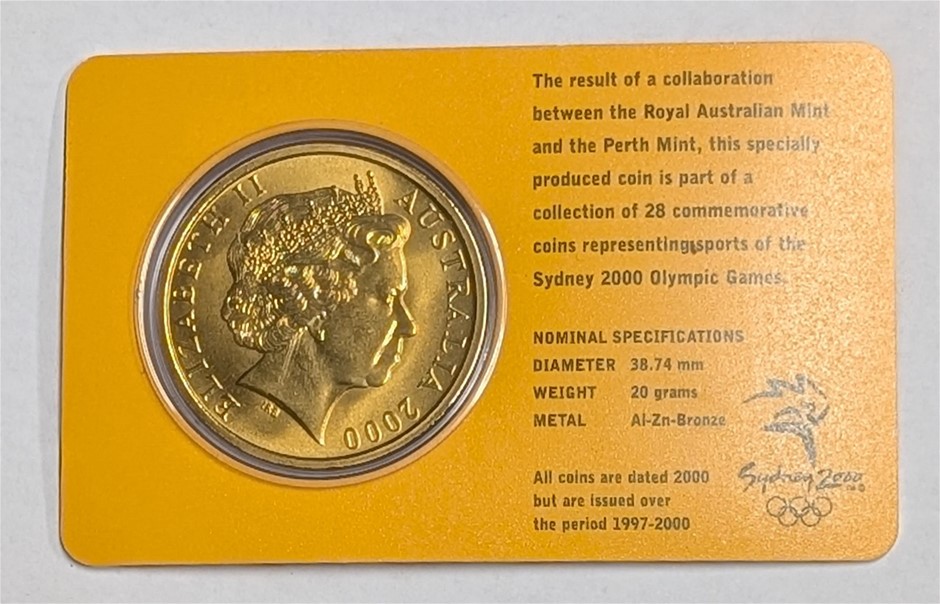 ELIZABETH II AUSTRALIA 2000
The result of a collaboration
between the Royal Australian Mint
and the Perth Mint, this specially
produced coin is part of a
collection of 28 commemorative
coins representing sports of the
Sydney 2000 Olympic Games.
NOMINAL SPECIFICATIONS
DIAMETER 38.74 mm
WEIGHT 20 grams
METAL Al-Zn-Bronze
All coins are dated 2000
but are issued over
the period 1997-2000
Sydney 2000